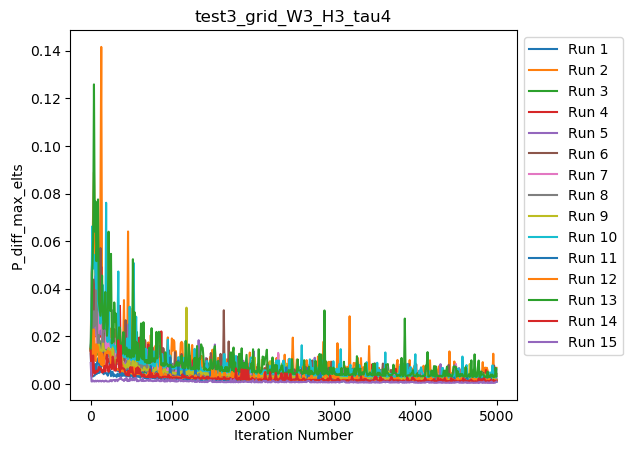 test3_grid_W3_H3_tau4
P_diff_max_elts
0.14
0.12
0.10
0.08
0.06
0.04
0.02
0.00
0
1000
2000
3000
4000
5000
Iteration Number
Run 1
Run 2
Run 3
Run 4
Run 5
Run 6
Run 7
Run 8
Run 9
Run 10
Run 11
Run 12
Run 13
Run 14
Run 15